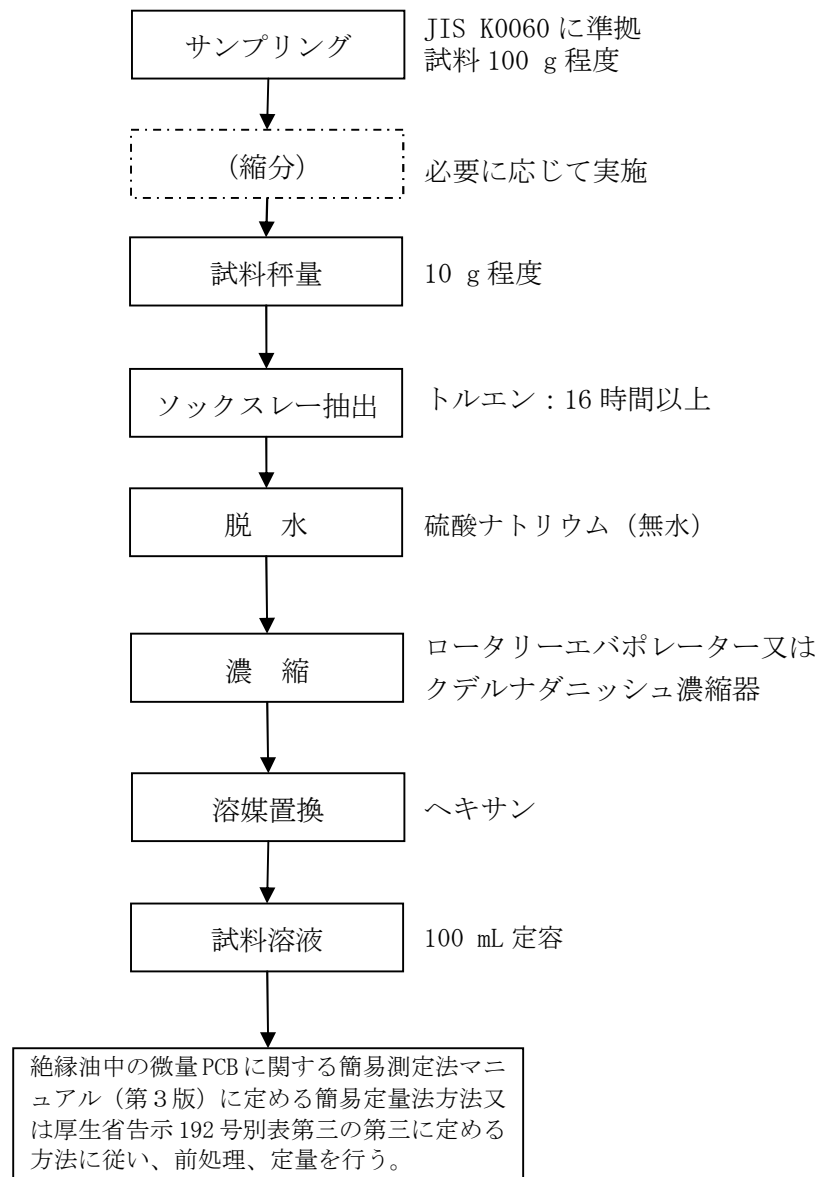 サンプリング
JIS K0060 に準拠
試料 100 g 程度
（縮分）
必要に応じて実施
試料秤量
10 g 程度
ソックスレー抽出
トルエン：16 時間以上
脱　水
硫酸ナトリウム（無水）
濃　縮
ロータリーエバポレーター又は
クデルナダニッシュ濃縮器
溶媒置換
ヘキサン
試料溶液
100 mL 定容
絶縁油中の微量 PCB に関する簡易測定法マニ
ュアル（第３版）に定める簡易定量法方法又
は厚生省告示 192 号別表第三の第三に定める
方法に従い、前処理、定量を行う。